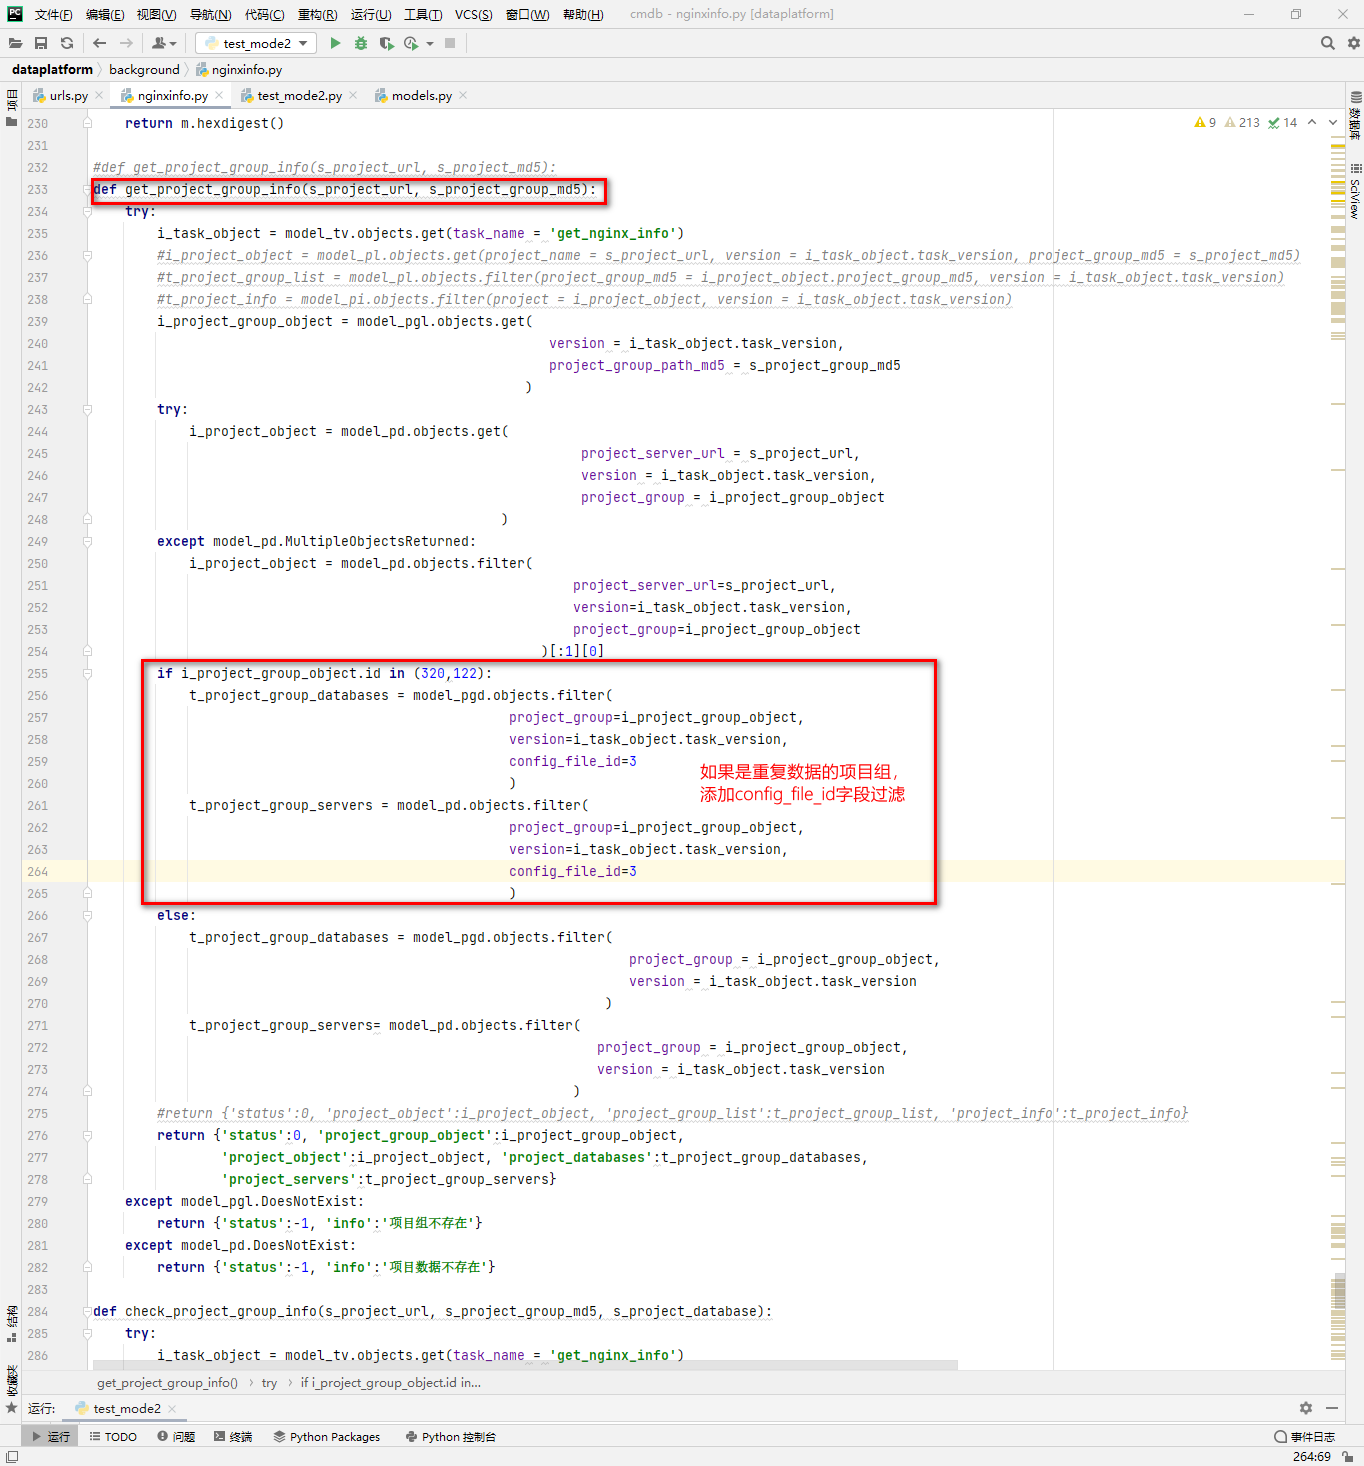 PC 文件(F) 编辑(E) 视图(V) 导航(N) 代码(C) 重构(R) 运行(U) 工具(T) VCS(S) 窗口(W) 帮助(H) cmdb - nginxinfo.py [dataplatform]
test_mode2
dataplatform 〉 background 〉 nginxinfo.py
urls.py nginxinfo.py test_mode2.py models.py
项目
数据库
SciView
9 213 14
230 return m.hexdigest()
231
232 #def get_project_group_info(s_project_url, s_project_md5):
233 def get_project_group_info(s_project_url, s_project_group_md5):
234 try:
235 i_task_object = model_tv.objects.get(task_name = 'get_nginx_info')
236 #i_project_object = model_pl.objects.get(project_name = s_project_url, version = i_task_object.task_version, project_group_md5 = s_project_md5)
237 #t_project_group_list = model_pl.objects.filter(project_group_md5 = i_project_object.project_group_md5, version = i_task_object.task_version)
238 #t_project_info = model_pi.objects.filter(project = i_project_object, version = i_task_object.task_version)
239 i_project_group_object = model_pgl.objects.get(
240 version = i_task_object.task_version,
241 project_group_path_md5 = s_project_group_md5
242 )
243 try:
244 i_project_object = model_pd.objects.get(
245 project_server_url = s_project_url,
246 version = i_task_object.task_version,
247 project_group = i_project_group_object
248 )
249 except model_pd.MultipleObjectsReturned:
250 i_project_object = model_pd.objects.filter(
251 project_server_url=s_project_url,
252 version=i_task_object.task_version,
253 project_group=i_project_group_object
254 )[:1][0]
255 if i_project_group_object.id in (320,122):
256 t_project_group_databases = model_pgd.objects.filter(
257 project_group=i_project_group_object,
258 version=i_task_object.task_version,
259 config_file_id=3
260 )
如果是重复数据的项目组，
添加config_file_id字段过滤
261 t_project_group_servers = model_pd.objects.filter(
262 project_group=i_project_group_object,
263 version=i_task_object.task_version,
264 config_file_id=3
265 )
266 else:
267 t_project_group_databases = model_pgd.objects.filter(
268 project_group = i_project_group_object,
269 version = i_task_object.task_version
270 )
271 t_project_group_servers= model_pd.objects.filter(
272 project_group = i_project_group_object,
273 version = i_task_object.task_version
274 )
275 #return {'status':0, 'project_object':i_project_object, 'project_group_list':t_project_group_list, 'project_info':t_project_info}
276 return {'status':0, 'project_group_object':i_project_group_object,
277 'project_object':i_project_object, 'project_databases':t_project_group_databases,
278 'project_servers':t_project_group_servers}
279 except model_pgl.DoesNotExist:
280 return {'status':-1, 'info':'项目组不存在'}
281 except model_pd.DoesNotExist:
282 return {'status':-1, 'info':'项目数据不存在'}
283
284 def check_project_group_info(s_project_url, s_project_group_md5, s_project_database):
285 try:
286 i_task_object = model_tv.objects.get(task_name = 'get_nginx_info')
结构
收藏夹
get_project_group_info() › try › if i_project_group_object.id in...
运行: test_mode2
运行 TODO 问题 终端 Python Packages Python 控制台 事件日志
264:69